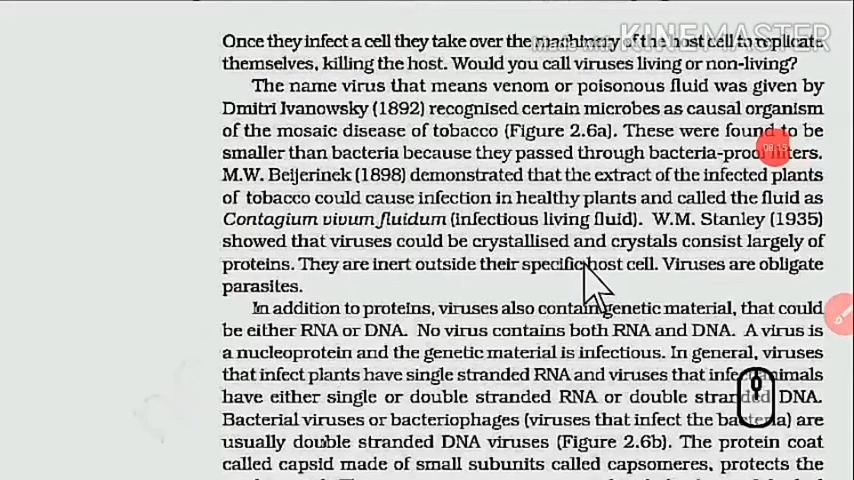 Made with KINEMASTER
Once they infect a cell they take over the machinery of the host cell to replicate
themselves, killing the host. Would you call viruses living or non-living?
The name virus that means venom or poisonous fluid was given by
Dmitri Ivanowsky (1892) recognised certain microbes as causal organism
of the mosaic disease of tobacco (Figure 2.6a). These were found to be
smaller than bacteria because they passed through bacteria-proof filters.
08:15
M.W. Beijerinek (1898) demonstrated that the extract of the infected plants
of tobacco could cause infection in healthy plants and called the fluid as
Contagium vivum fluidum (infectious living fluid). W.M. Stanley (1935)
showed that viruses could be crystallised and crystals consist largely of
proteins. They are inert outside their specific host cell. Viruses are obligate
parasites.
In addition to proteins, viruses also contain genetic material, that could
be either RNA or DNA. No virus contains both RNA and DNA. A virus is
a nucleoprotein and the genetic material is infectious. In general, viruses
that infect plants have single stranded RNA and viruses that infect animals
have either single or double stranded RNA or double stranded DNA.
Bacterial viruses or bacteriophages (viruses that infect the bacteria) are
usually double stranded DNA viruses (Figure 2.6b). The protein coat
called capsid made of small subunits called capsomeres, protects the